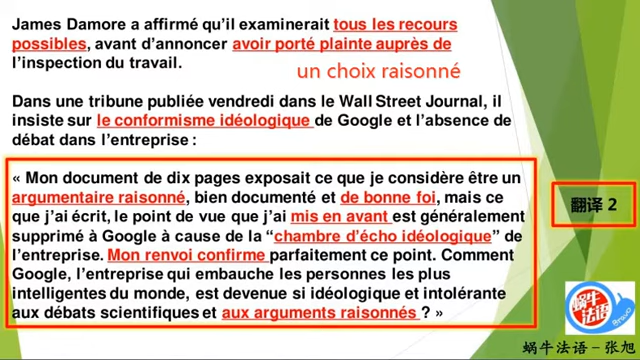 James Damore a affirmé qu'il examinerait tous les recours
possibles, avant d'annoncer avoir porté plainte auprès de
l'inspection du travail.
un choix raisonné
Dans une tribune publiée vendredi dans le Wall Street Journal, il
insiste sur le conformisme idéologique de Google et l'absence de
débat dans l'entreprise :
« Mon document de dix pages exposait ce que je considère être un
argumentaire raisonné, bien documenté et de bonne foi, mais ce
que j'ai écrit, le point de vue que j'ai mis en avant est généralement
supprimé à Google à cause de la “chambre d'écho idéologique” de
l'entreprise. Mon renvoi confirme parfaitement ce point. Comment
Google, l'entreprise qui embauche les personnes les plus
intelligentes du monde, est devenue si idéologique et intolérante
aux débats scientifiques et aux arguments raisonnés ? »
翻译 2
蜗牛
法语
蜗牛法语－张旭